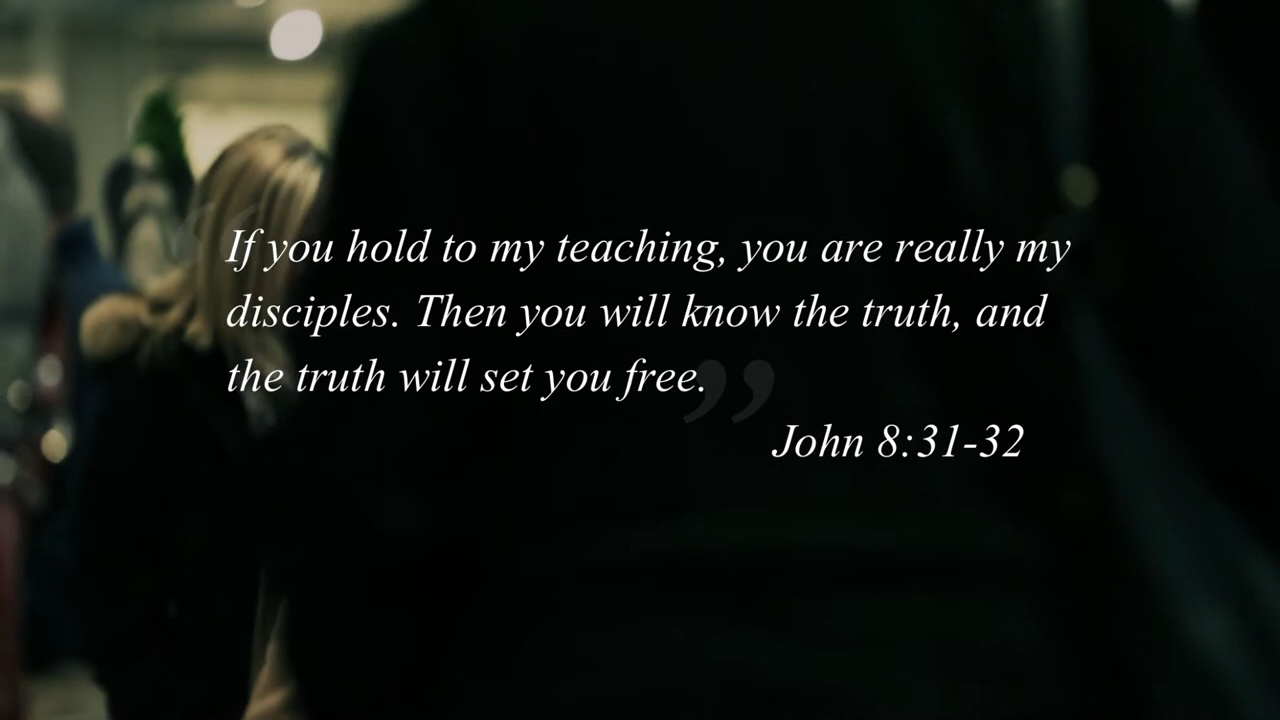 If you hold to my teaching, you are really my
disciples. Then you will know the truth, and
the truth will set you free.
John 8:31-32